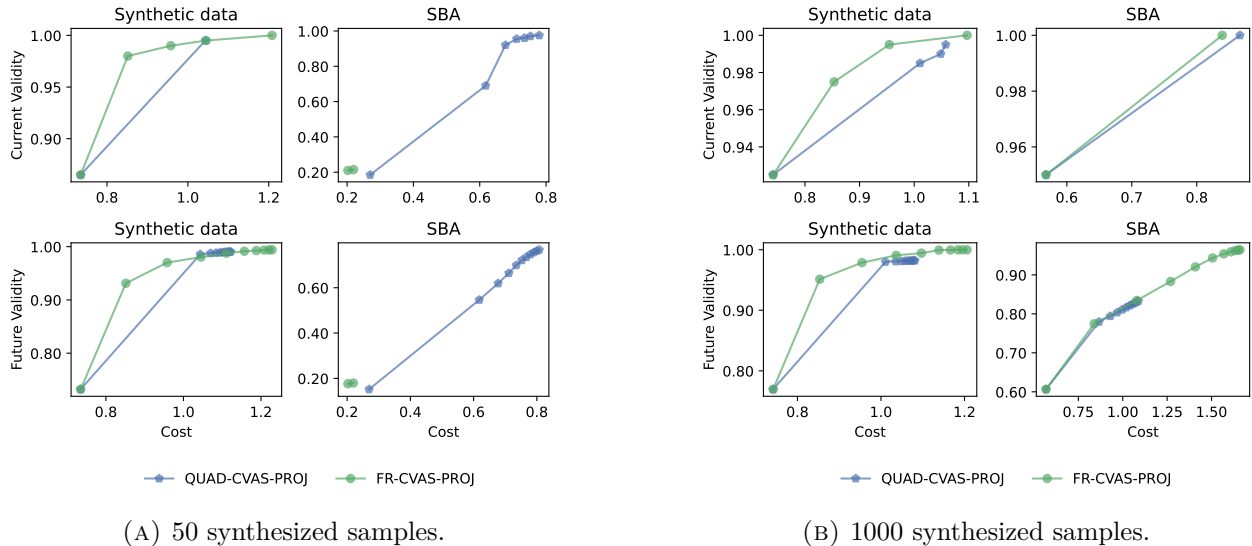 Synthetic data
SBA
Current Validity
1.00
0.95
0.90
0.8
1.0
1.2
1.00
0.80
0.60
0.40
0.20
0.2
0.4
0.6
0.8
Synthetic data
SBA
Future Validity
1.00
0.90
0.80
0.8
1.0
1.2
Cost
0.60
0.40
0.20
0.2
0.4
0.6
0.8
Cost
QUAD-CVAS-PROJ
FR-CVAS-PROJ
(A) 50 synthesized samples.
Synthetic data
SBA
Current Validity
1.00
0.98
0.96
0.94
0.8
0.9
1.0
1.1
1.00
0.98
0.96
0.6
0.7
0.8
Synthetic data
SBA
Future Validity
1.00
0.90
0.80
0.8
1.0
1.2
Cost
0.90
0.80
0.70
0.60
0.75
1.00
1.25
1.50
Cost
QUAD-CVAS-PROJ
FR-CVAS-PROJ
(B) 1000 synthesized samples.